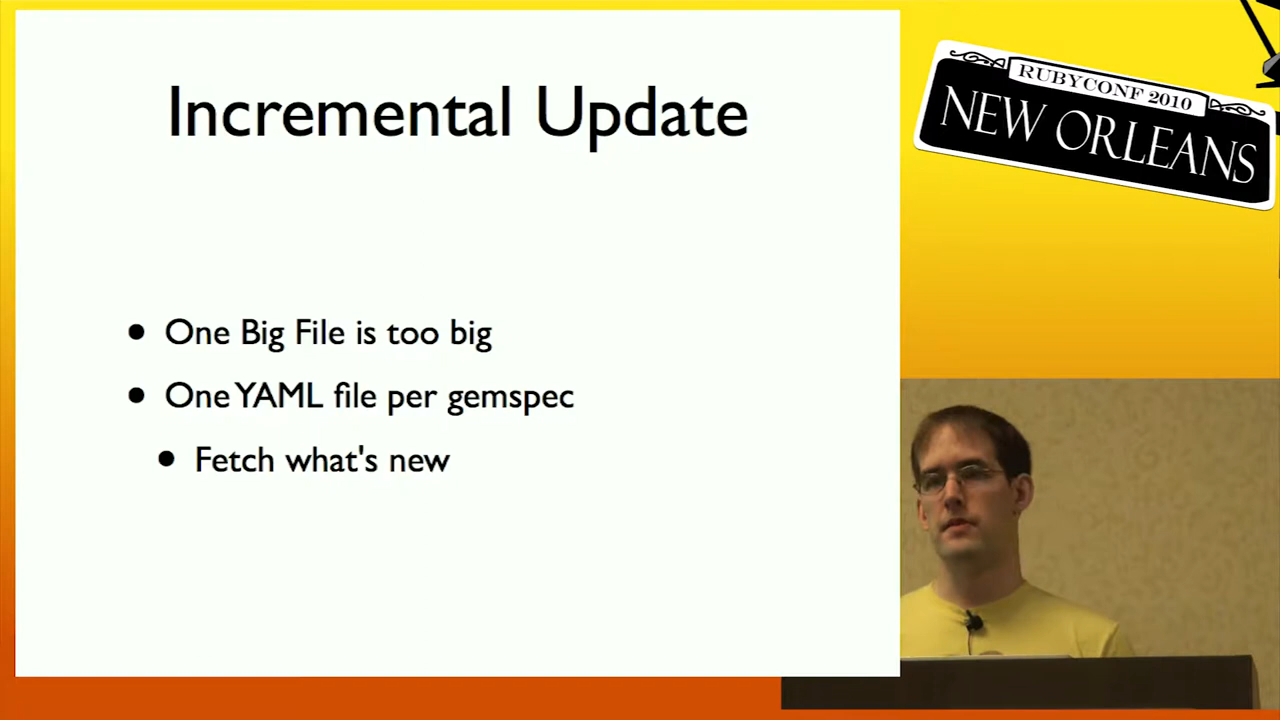 Incremental Update
One Big File is too big
One YAML file per gemspec
Fetch what's new
RUBYCONF 2010
NEW ORLEANS